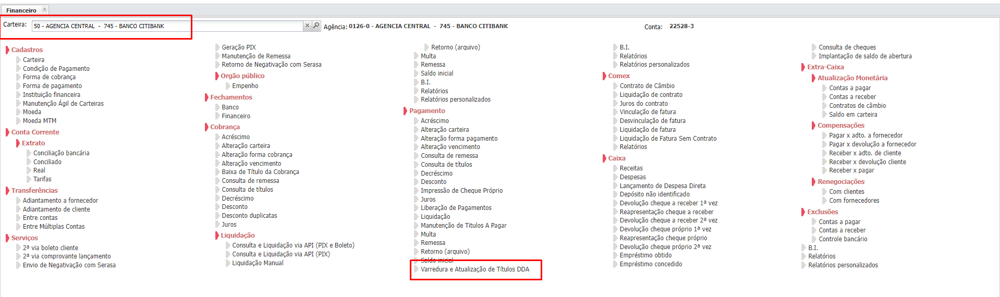 Financeiro
Carteira: 50 - AGENCIA CENTRAL - 745 - BANCO CITIBANK
Agência: 0126-0 - AGENCIA CENTRAL - 745 - BANCO CITIBANK
Conta: 22528-3
Cadastros
Carteira
Condição de Pagamento
Forma de cobrança
Forma de pagamento
Instituição financeira
Manutenção Ágil de Carteiras
Moeda
Moeda MTM
Conta Corrente
Extrato
Conciliação bancária
Conciliado
Real
Tarifas
Transferências
Adiantamento a fornecedor
Adiantamento de cliente
Entre contas
Entre Múltiplas Contas
Serviços
2ª via boleto cliente
2ª via comprovante lançamento
Envio de Negativação com Serasa
Geração PIX
Manutenção de Remessa
Retorno de Negativação com Serasa
Orgão público
Empenho
Fechamentos
Banco
Financeiro
Cobrança
Acréscimo
Alteração carteira
Alteração forma cobrança
Alteração vencimento
Baixa de Título da Cobrança
Consulta de remessa
Consulta de títulos
Decréscimo
Desconto
Desconto duplicatas
Juros
Liquidação
Consulta e Liquidação via API (PIX e Boleto)
Consulta e Liquidação via API (PIX)
Liquidação Manual
Retorno (arquivo)
Multa
Remessa
Saldo inicial
B.I.
Relatórios
Relatórios personalizados
Pagamento
Acréscimo
Alteração carteira
Alteração forma pagamento
Alteração vencimento
Consulta de remessa
Consulta de títulos
Decréscimo
Desconto
Impressão de Cheque Próprio
Juros
Liberação de Pagamentos
Liquidação
Manutenção de Titulos A Pagar
Multa
Remessa
Retorno (arquivo)
Saldo inicial
Varredura e Atualização de Títulos DDA
B.I.
Relatórios
Relatórios personalizados
Comex
Contrato de Câmbio
Liquidação de contrato
Juros do contrato
Vinculação de fatura
Desvinculação de fatura
Liquidação de fatura
Liquidação de Fatura Sem Contrato
Relatórios
Caixa
Receitas
Despesas
Lançamento de Despesa Direta
Depósito não identificado
Devolução cheque a receber 1ª vez
Reapresentação cheque a receber
Devolução cheque a receber 2ª vez
Devolução cheque próprio 1ª vez
Reapresentação cheque próprio
Devolução cheque próprio 2ª vez
Empréstimo obtido
Empréstimo concedido
Consulta de cheques
Implantação de saldo de abertura
Extra-Caixa
Atualização Monetária
Contas a pagar
Contas a receber
Contratos de câmbio
Saldo em carteira
Compensações
Pagar x adto. a fornecedor
Pagar x devolução a fornecedor
Receber x adto. de cliente
Receber x devolução cliente
Receber x pagar
Renegociações
Com clientes
Com fornecedores
Exclusões
Contas a pagar
Contas a receber
Controle bancário
B.I.
Relatórios
Relatórios personalizados